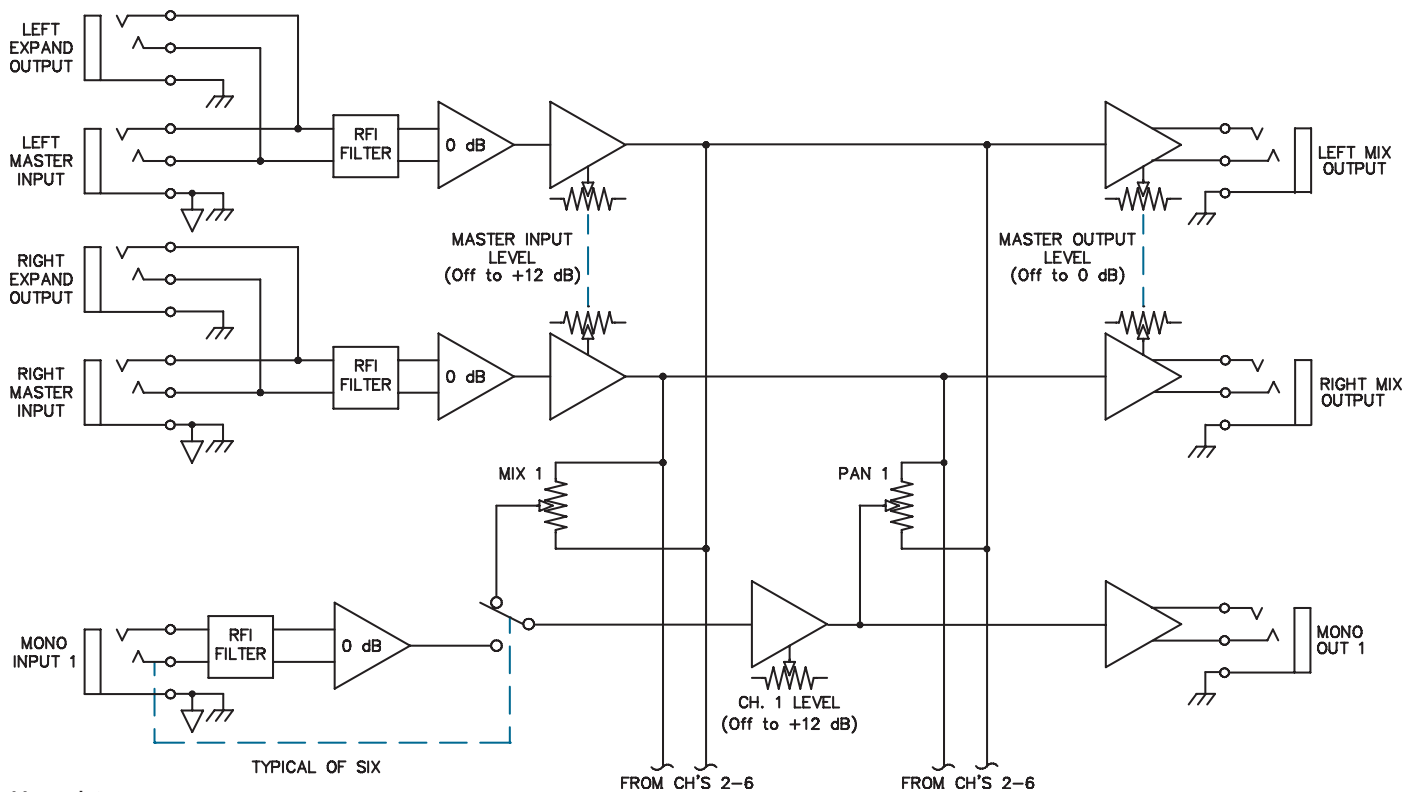 LEFT
EXPAND
OUTPUT
LEFT
MASTER
INPUT
RFI
FILTER
0 dB
LEFT MIX
OUTPUT
MASTER INPUT
LEVEL
(Off to +12 dB)
MASTER OUTPUT
LEVEL
(Off to 0 dB)
RIGHT
EXPAND
OUTPUT
RIGHT
MASTER
INPUT
RFI
FILTER
0 dB
RIGHT MIX
OUTPUT
MIX 1
PAN 1
MONO
INPUT 1
RFI
FILTER
0 dB
CH. 1 LEVEL
(Off to +12 dB)
MONO
OUT 1
TYPICAL OF SIX
FROM CH'S 2-6
FROM CH'S 2-6